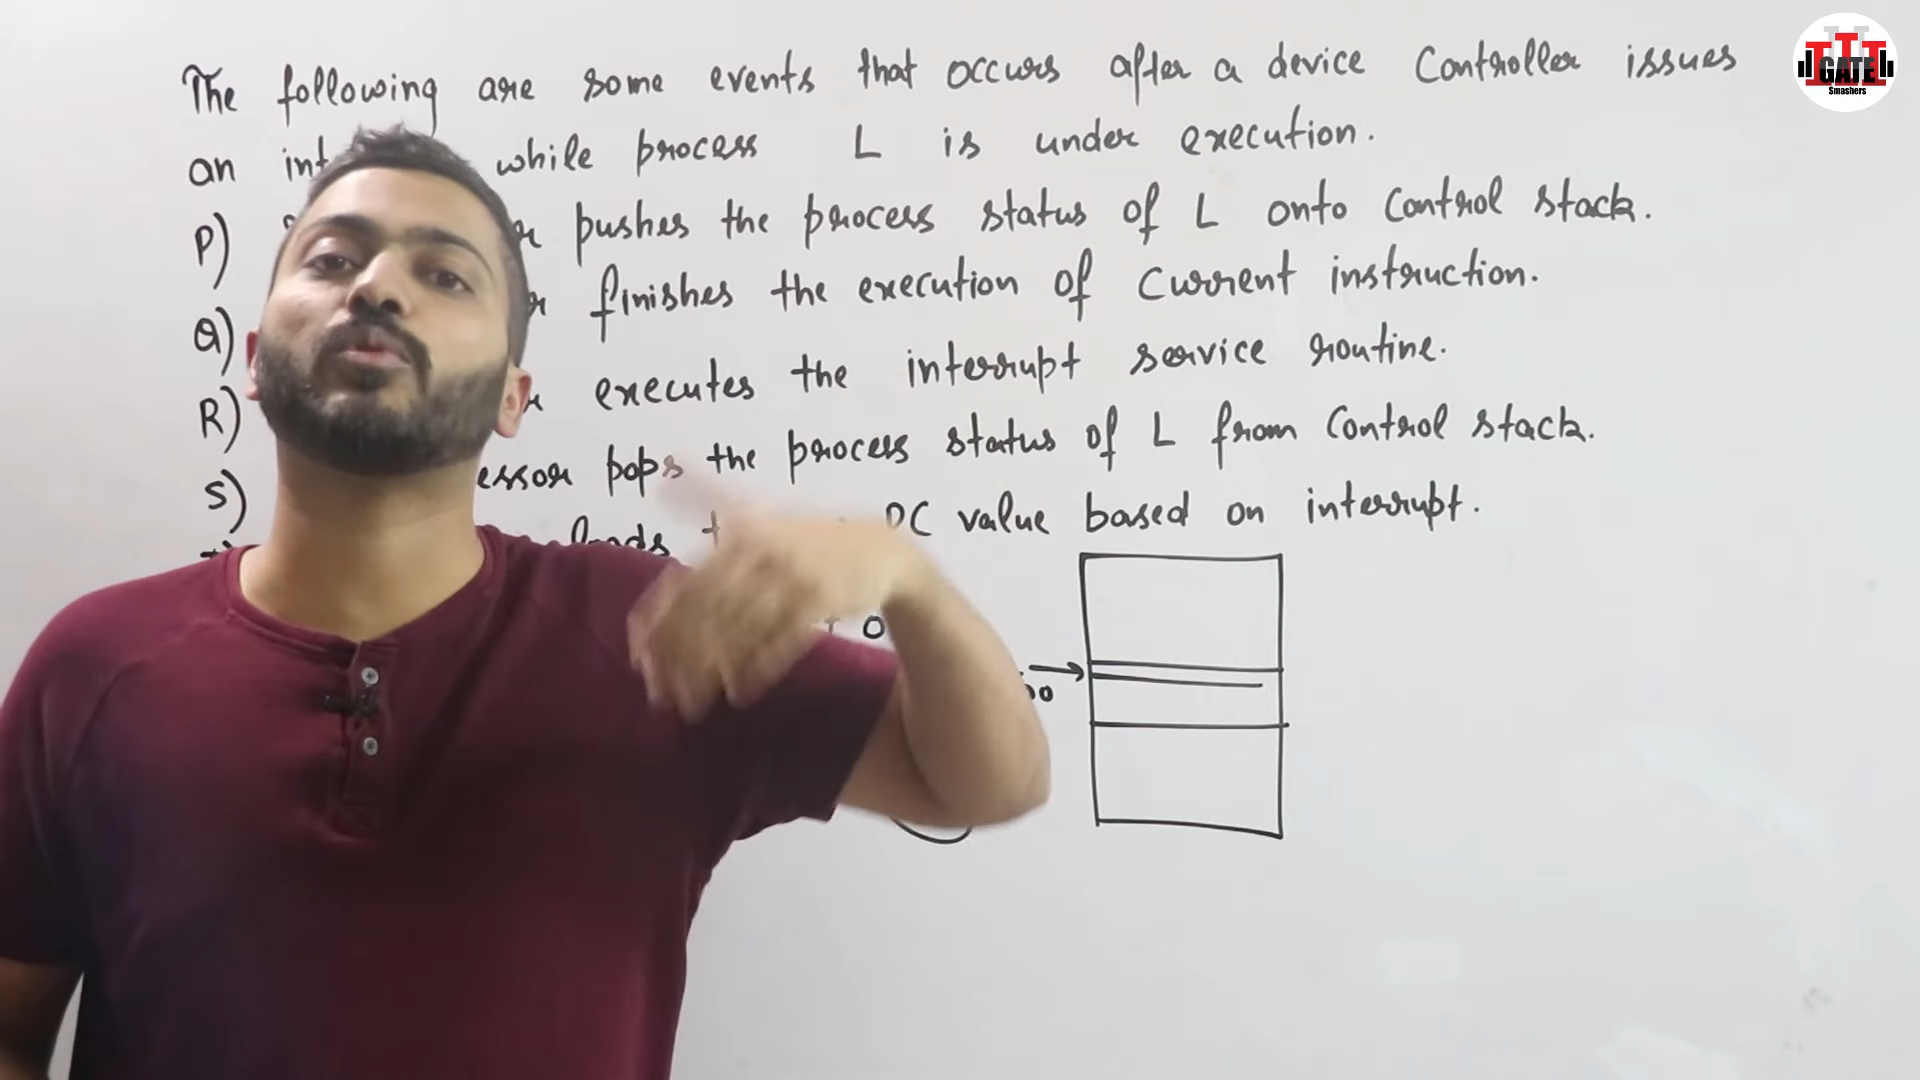 The following are some events that occurs after a device Controller issues
an while process L is under execution.
P) pushes the process status of L onto Control stack.
Q) finishes the execution of current instruction.
R) executes the interrupt service routine.
S) pops the process status of L from Control stack.
PC value based on interrupt.
GATE
Smashers